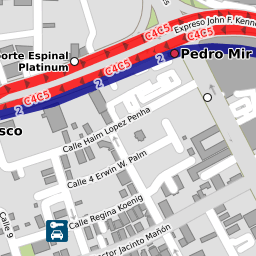 Expreso John F. Kenne
C4C5
orte Espinal
Platinum
C4C5
Pedro Mir
2
C4C5
2
C4C5
2
sco
Calle Haim Lopez Penha
Calle 4 Erwin W. Palm
Calle Regina Koenig
Calle 9
ctor Jacinto Mañón